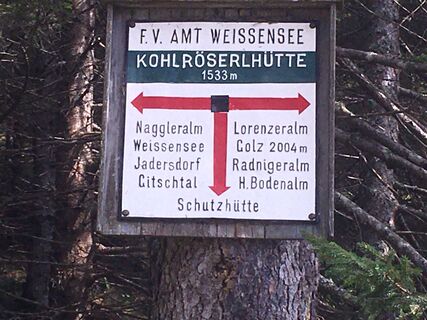 F.V. AMT WEISSENSEE
KOHLRÖSERLHÜTTE
1533 m
Naggleralm
Weissensee
Jadersdorf
Gitschtal
Lorenzeralm
Golz 2004 m
Radnigeralm
H. Bodenalm
Schutzhütte